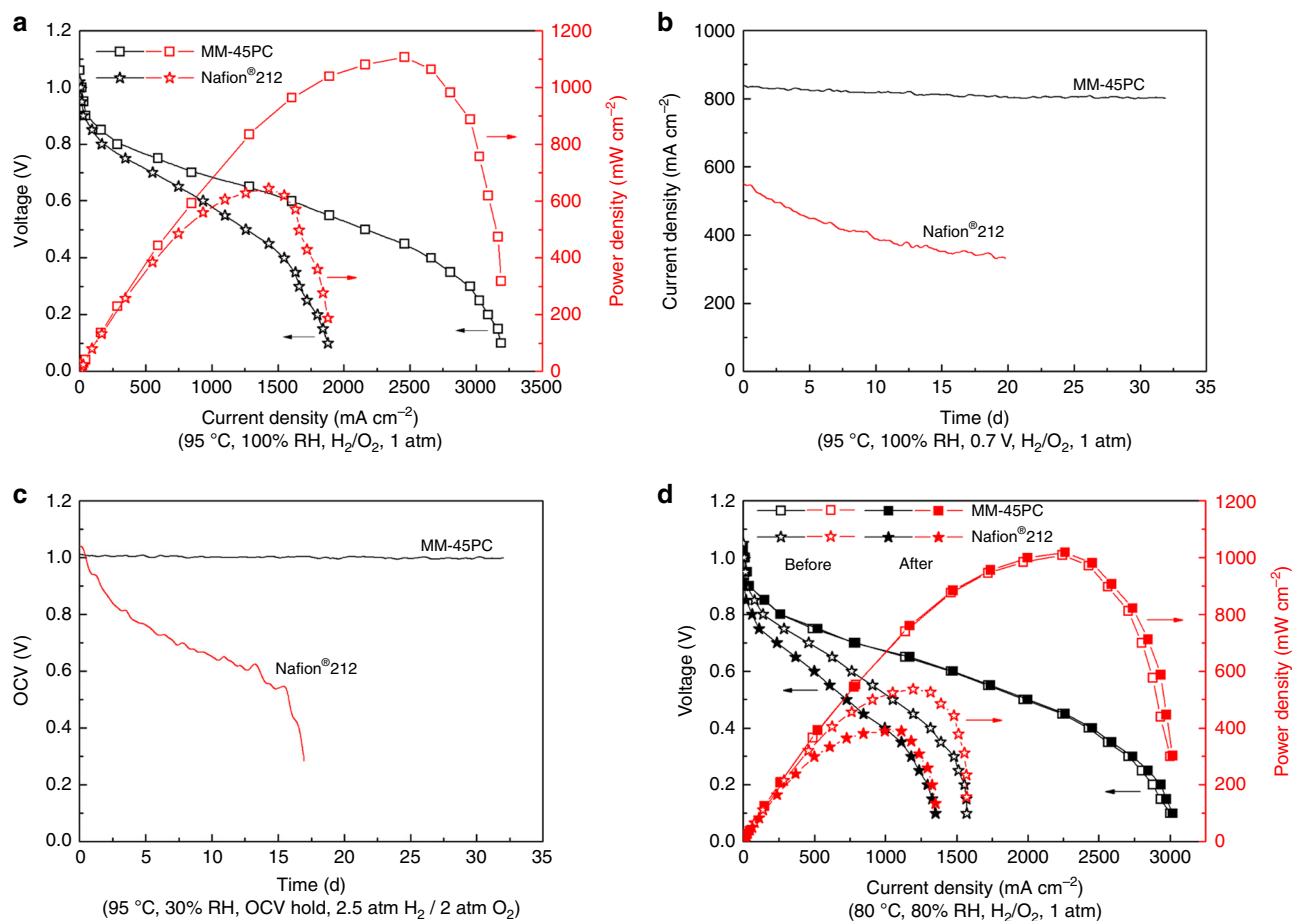 a
1.2
1.0
0.8
0.6
0.4
0.2
0.0
Voltage (V)
MM-45PC
Nafion®212
1200
1000
800
600
400
200
0
Power density (mW cm−2)
0 500 1000 1500 2000 2500 3000 3500
Current density (mA cm−2)
(95 °C, 100% RH, H2/O2, 1 atm)
b
1000
800
600
400
200
0
Current density (mA cm−2)
MM-45PC
Nafion®212
0 5 10 15 20 25 30 35
Time (d)
(95 °C, 100% RH, 0.7 V, H2/O2, 1 atm)
c
1.2
1.0
0.8
0.6
0.4
0.2
0.0
OCV (V)
MM-45PC
Nafion®212
0 5 10 15 20 25 30 35
Time (d)
(95 °C, 30% RH, OCV hold, 2.5 atm H2 / 2 atm O2)
d
1.2
1.0
0.8
0.6
0.4
0.2
0.0
Voltage (V)
MM-45PC
Nafion®212
Before After
1200
1000
800
600
400
200
0
Power density (mW cm−2)
0 500 1000 1500 2000 2500 3000
Current density (mA cm−2)
(80 °C, 80% RH, H2/O2, 1 atm)